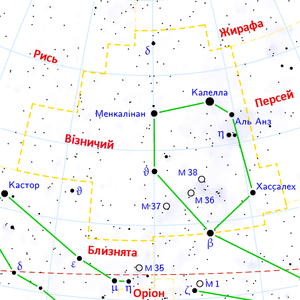 Жирафа
Рись
δ
Капелла
Персей
Менкалінан
Аль Анз
η
Візничий
ϑ
M 38
Кастор
ϑ
M 36
Хассалех
M 37
β
Близнята
δ
ε
M 35
M 1
μ
η
ζ
Оріон